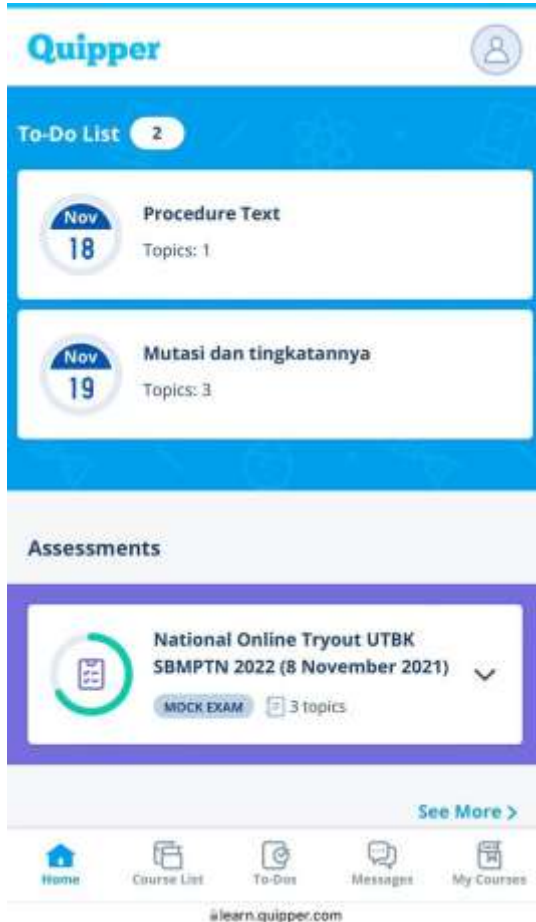 Quipper
To-Do List 2
Nov
18
Procedure Text
Topics: 1
Nov
19
Mutasi dan tingkatannya
Topics: 3
Assessments
National Online Tryout UTBK
SBMPTN 2022 (8 November 2021)
MOCK EXAM 3 topics
See More >
Home Course List To-Dos Messages My Courses
learn.quipper.com